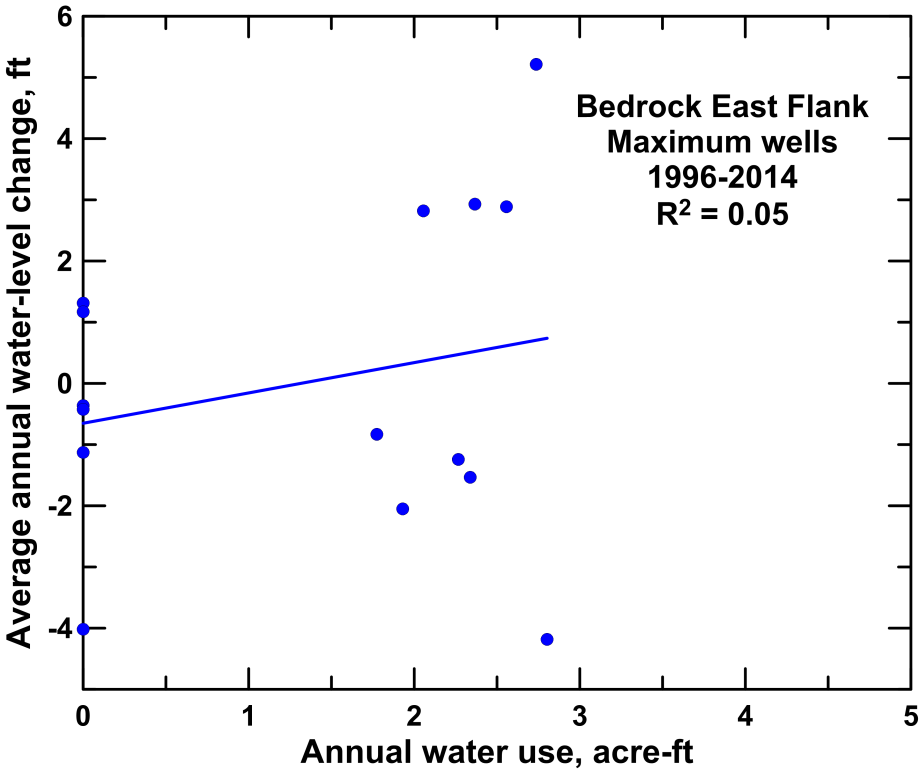 6
4
2
0
-2
-4
Average annual water-level change, ft
Bedrock East Flank
Maximum wells
1996-2014
R² = 0.05
0 1 2 3 4 5
Annual water use, acre-ft